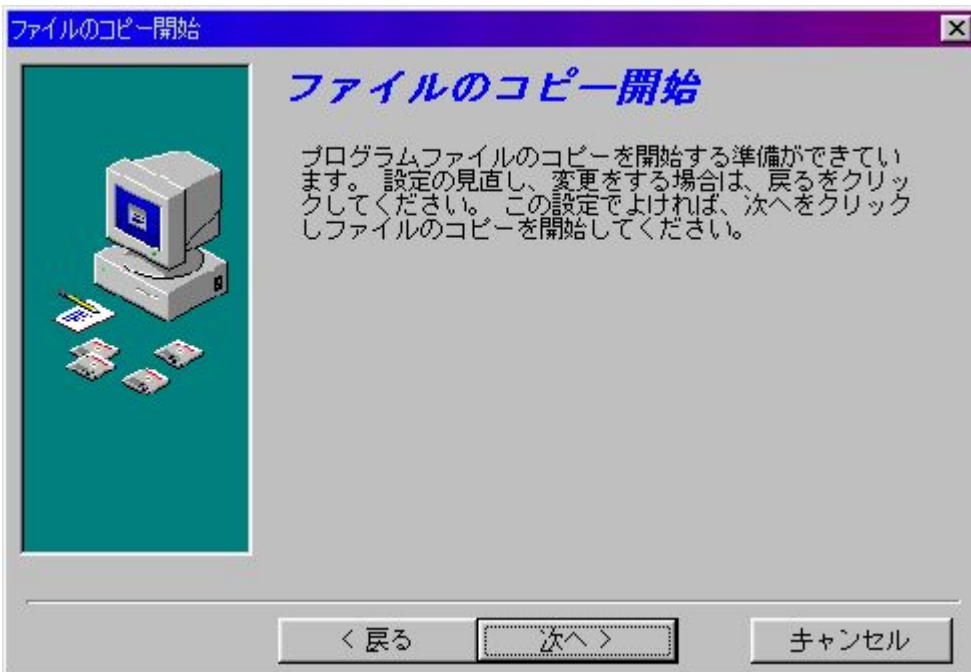 ファイルのコピー開始
ファイルのコピー開始
プログラムファイルのコピーを開始する準備ができてい
ます。 設定の見直し、変更をする場合は、戻るをクリッ
クしてください。 この設定でよければ、次へをクリック
しファイルのコピーを開始してください。
< 戻る
次へ >
キャンセル